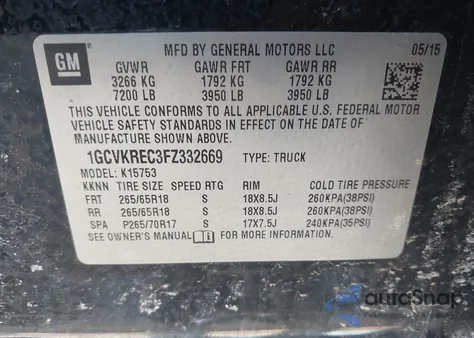 GM
MFD BY GENERAL MOTORS LLC 05/15
GVWR GAWR FRT GAWR RR
3266 KG 1792 KG 1792 KG
7200 LB 3950 LB 3950 LB
THIS VEHICLE CONFORMS TO ALL APPLICABLE U.S. FEDERAL MOTOR
VEHICLE SAFETY STANDARDS IN EFFECT ON THE DATE OF
MANUFACTURE SHOWN ABOVE.
1GCVKREC3FZ332669 TYPE: TRUCK
MODEL: K15753
KKNN TIRE SIZE SPEED RTG RIM COLD TIRE PRESSURE
FRT 265/65R18 S 18X8.5J 260KPA(38PSI)
RR 265/65R18 S 18X8.5J 260KPA(38PSI)
SPA P265/70R17 S 17X7.5J 240KPA(35PSI)
SEE OWNER'S MANUAL FOR MORE INFORMATION.
autoSnap